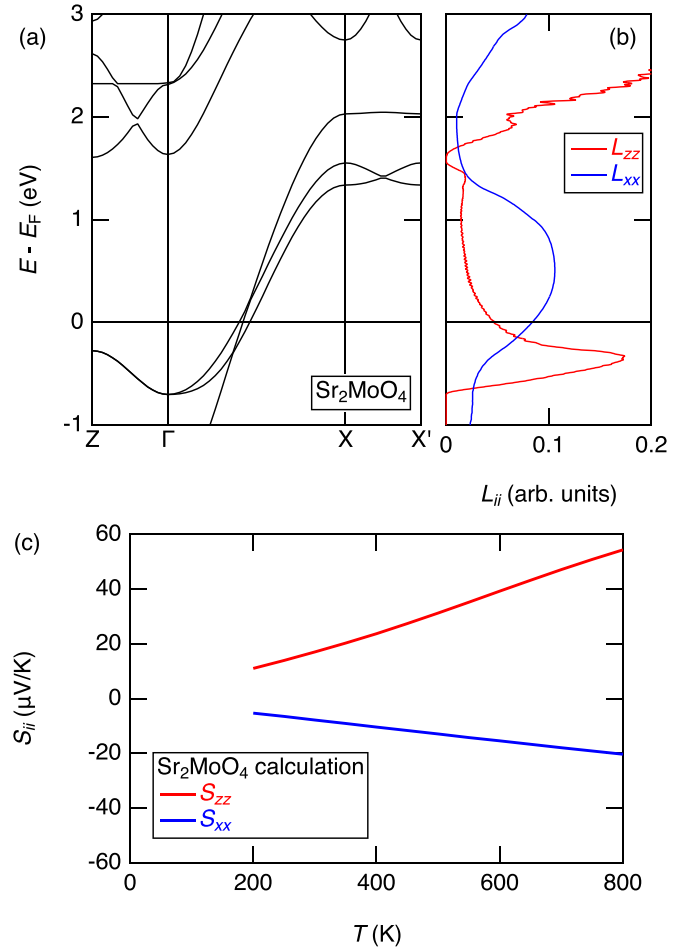 (a)
(b)
3
2
1
0
-1
E - E_F (eV)
Z Γ X X'
Sr₂MoO₄
L_zz
L_xx
0 0.1 0.2
L_ii (arb. units)
(c)
60
40
20
0
-20
-40
-60
S_ii (µV/K)
Sr₂MoO₄ calculation
S_zz
S_xx
0 200 400 600 800
T (K)